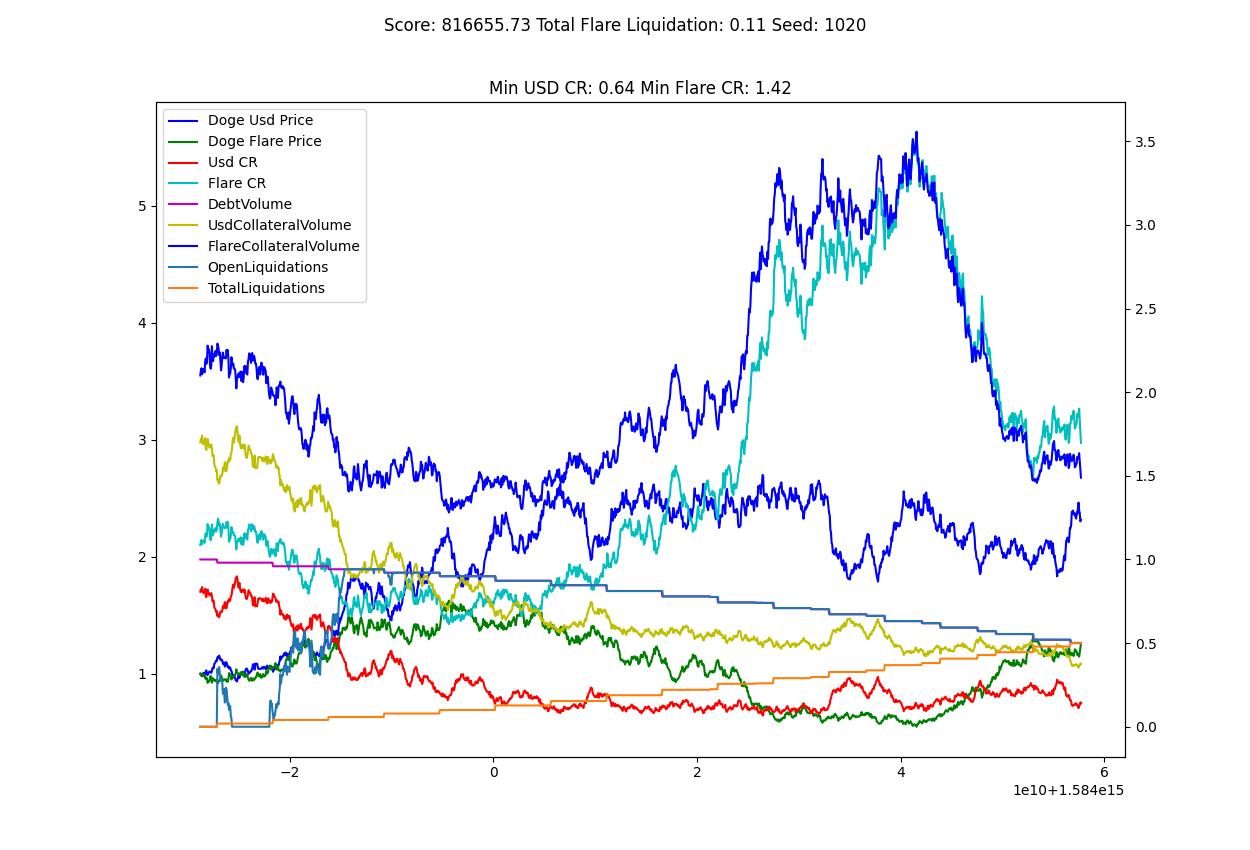 Score: 816655.73 Total Flare Liquidation: 0.11 Seed: 1020
Min USD CR: 0.64 Min Flare CR: 1.42
Doge Usd Price
Doge Flare Price
Usd CR
Flare CR
DebtVolume
UsdCollateralVolume
FlareCollateralVolume
OpenLiquidations
TotalLiquidations
5
4
3
2
1
3.5
3.0
2.5
2.0
1.5
1.0
0.5
0.0
−2
0
2
4
6
1e10+1.584e15